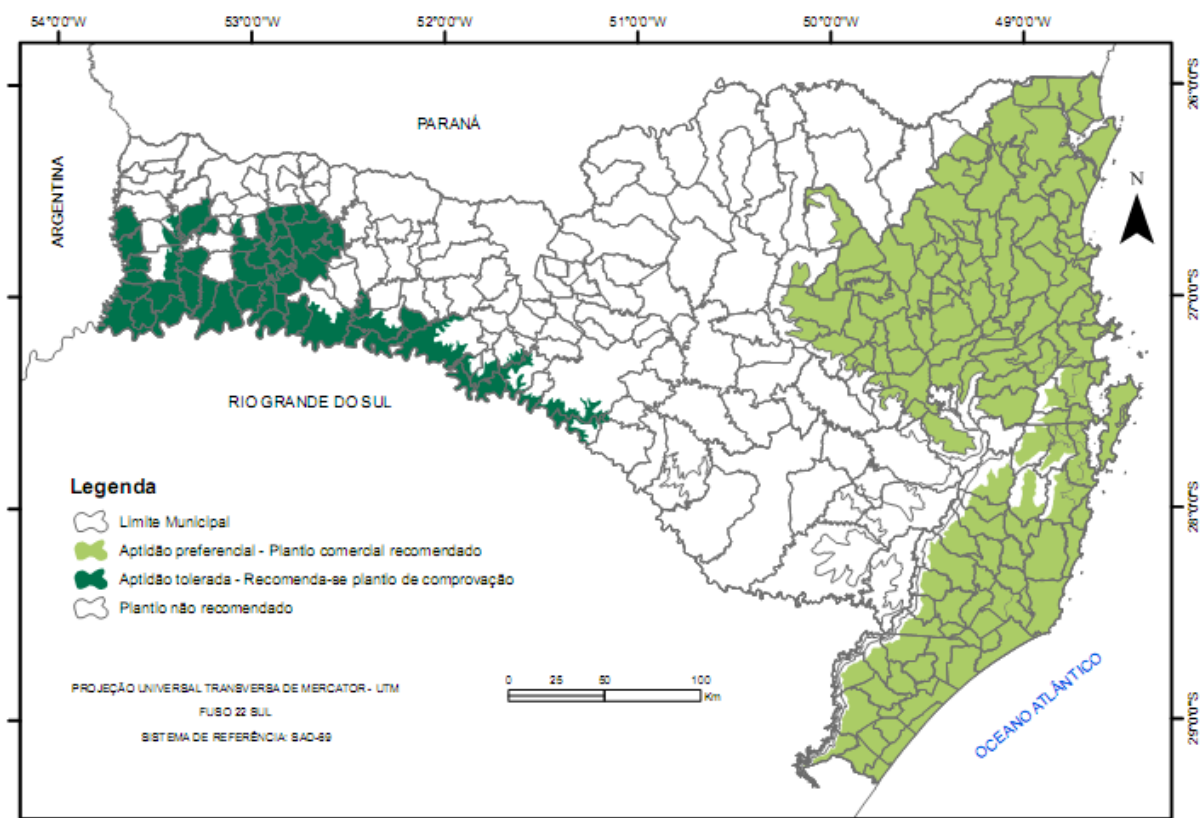 54°0'0"W 53°0'0"W 52°0'0"W 51°0'0"W 50°0'0"W 49°0'0"W
26°0'0"S
PARANÁ
ARGENTINA
N
27°0'0"S
RIO GRANDE DO SUL
Legenda
Limite Municipal
28°0'0"S
Aptidão preferencial - Plantio comercial recomendado
Aptidão tolerada - Recomenda-se plantio de comprovação
Plantio não recomendado
PROJEÇÃO UNIVERSAL TRANSVERSA DE MERCATOR - UTM
FUSO 22 SUL
SISTEMA DE REFERÊNCIA: SAD-69
0 25 50 100
Km
OCEANO ATLÂNTICO
29°0'0"S